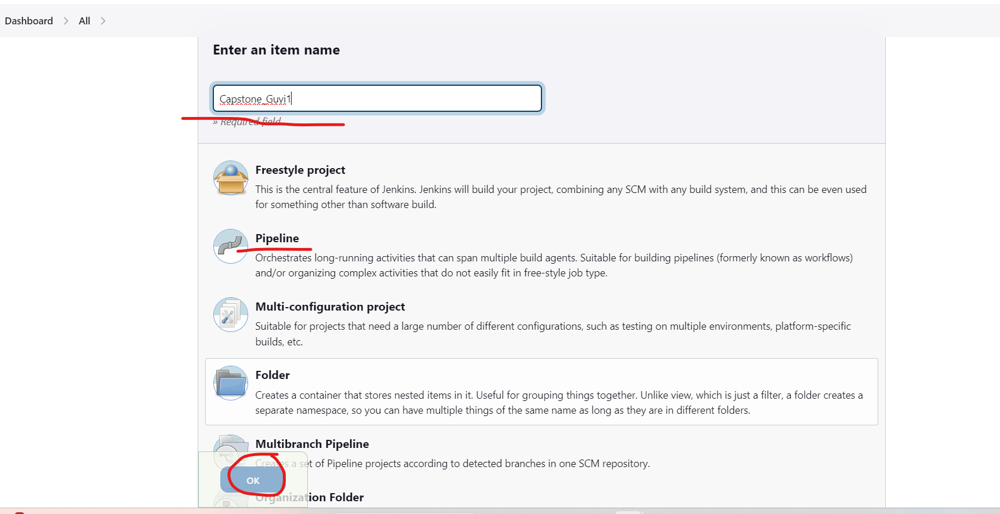 Dashboard > All >
Enter an item name
Capstone_Guvi1
» Required field
Freestyle project
This is the central feature of Jenkins. Jenkins will build your project, combining any SCM with any build system, and this can be even used
for something other than software build.
Pipeline
Orchestrates long-running activities that can span multiple build agents. Suitable for building pipelines (formerly known as workflows)
and/or organizing complex activities that do not easily fit in free-style job type.
Multi-configuration project
Suitable for projects that need a large number of different configurations, such as testing on multiple environments, platform-specific
builds, etc.
Folder
Creates a container that stores nested items in it. Useful for grouping things together. Unlike view, which is just a filter, a folder creates a
separate namespace, so you can have multiple things of the same name as long as they are in different folders.
Multibranch Pipeline
Creates a set of Pipeline projects according to detected branches in one SCM repository.
OK
Organization Folder